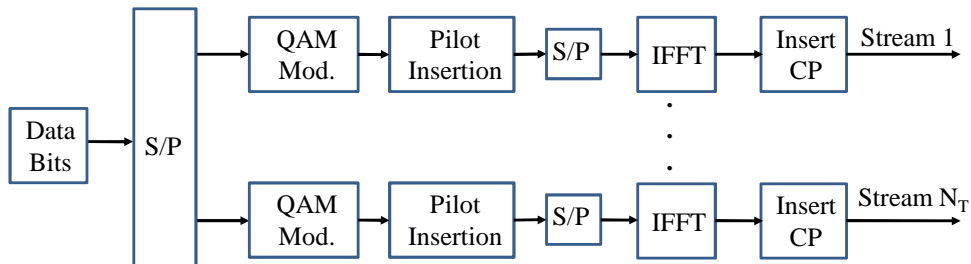 QAM
Mod.
Pilot
Insertion
S/P
IFFT
Insert
CP
Stream 1
Data
Bits
S/P
QAM
Mod.
Pilot
Insertion
S/P
IFFT
Insert
CP
Stream N_T